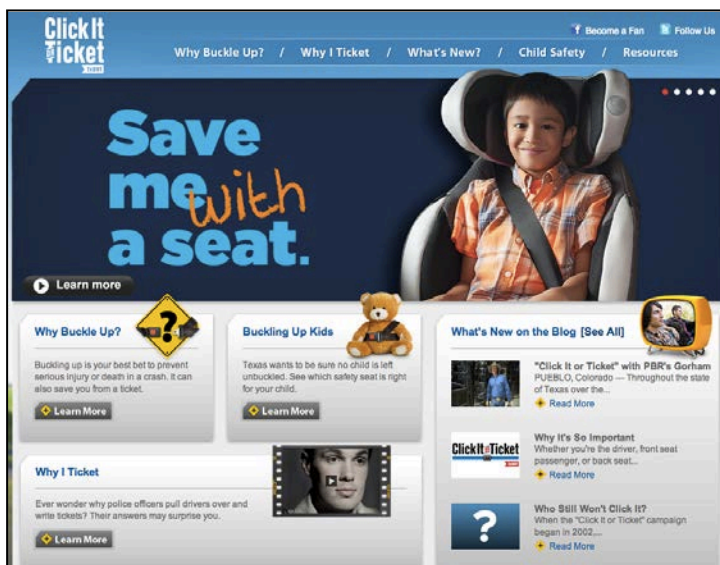 Click It
or Ticket
TEXAS
Become a Fan
Follow Us
Why Buckle Up? / Why I Ticket / What's New? / Child Safety / Resources
Save
me with
a seat.
Learn more
Why Buckle Up?
Buckling up is your best bet to prevent
serious injury or death in a crash. It can
also save you from a ticket.
Learn More
Buckling Up Kids
Texas wants to be sure no child is left
unbuckled. See which safety seat is right
for your child.
Learn More
Why I Ticket
Ever wonder why police officers pull drivers over and
write tickets? Their answers may surprise you.
Learn More
What's New on the Blog [See All]
"Click It or Ticket" with PBR's Gorham
PUEBLO, Colorado — Throughout the state
of Texas over the...
Read More
Click It or Ticket
Why It's So Important
Whether you're the driver, front seat
passenger, or back seat...
Read More
?
Who Still Won't Click It?
When the "Click It or Ticket" campaign
began in 2002,...
Read More